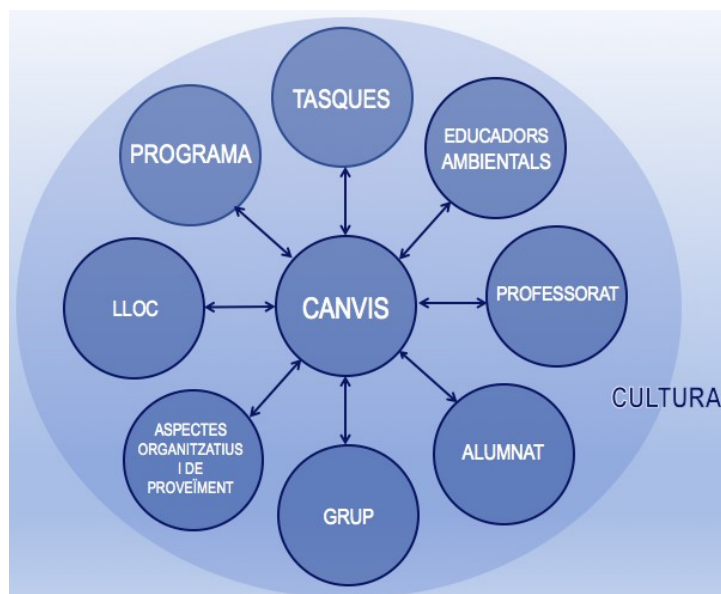 TASQUES
EDUCADORS
AMBIENTALS
PROGRAMA
PROFESSORAT
LLOC
CANVIS
CULTURA
ASPECTES
ORGANITZATIUS
I DE
PROVEÏMENT
ALUMNAT
GRUP